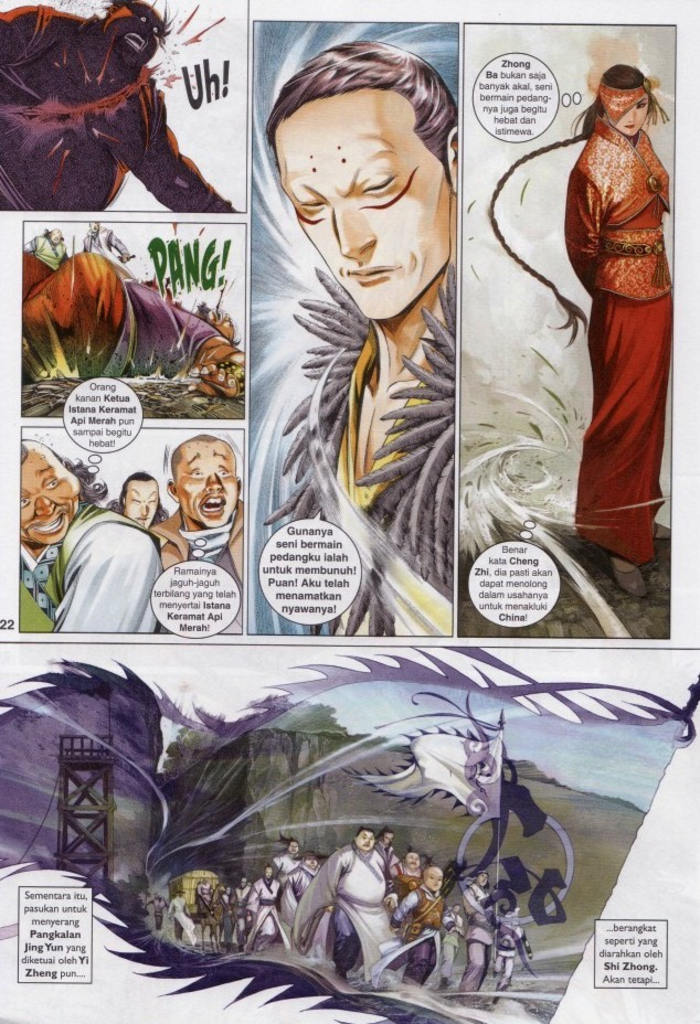 Uh!
PANG!
Orang
kanan Ketua
Istana Keramat
Api Merah pun
sampai begitu
hebat!
Ramainya
jaguh-jaguh
terbilang yang telah
menyertai Istana
Keramat Api
Merah!
Gunanya
seni bermain
pedangku ialah
untuk membunuh!
Puan! Aku telah
menamatkan
nyawanya!
Zhong
Ba bukan saja
banyak akal, seni
bermain pedang-
nya juga begitu
hebat dan
istimewa.
Benar
kata Cheng
Zhi, dia pasti akan
dapat menolong
dalam usahanya
untuk menakluki
China!
22
Sementara itu,
pasukan untuk
menyerang
Pangkalan
Jing Yun yang
diketuai oleh Yi
Zheng pun....
...berangkat
seperti yang
diarahkan oleh
Shi Zhong.
Akan tetapi...